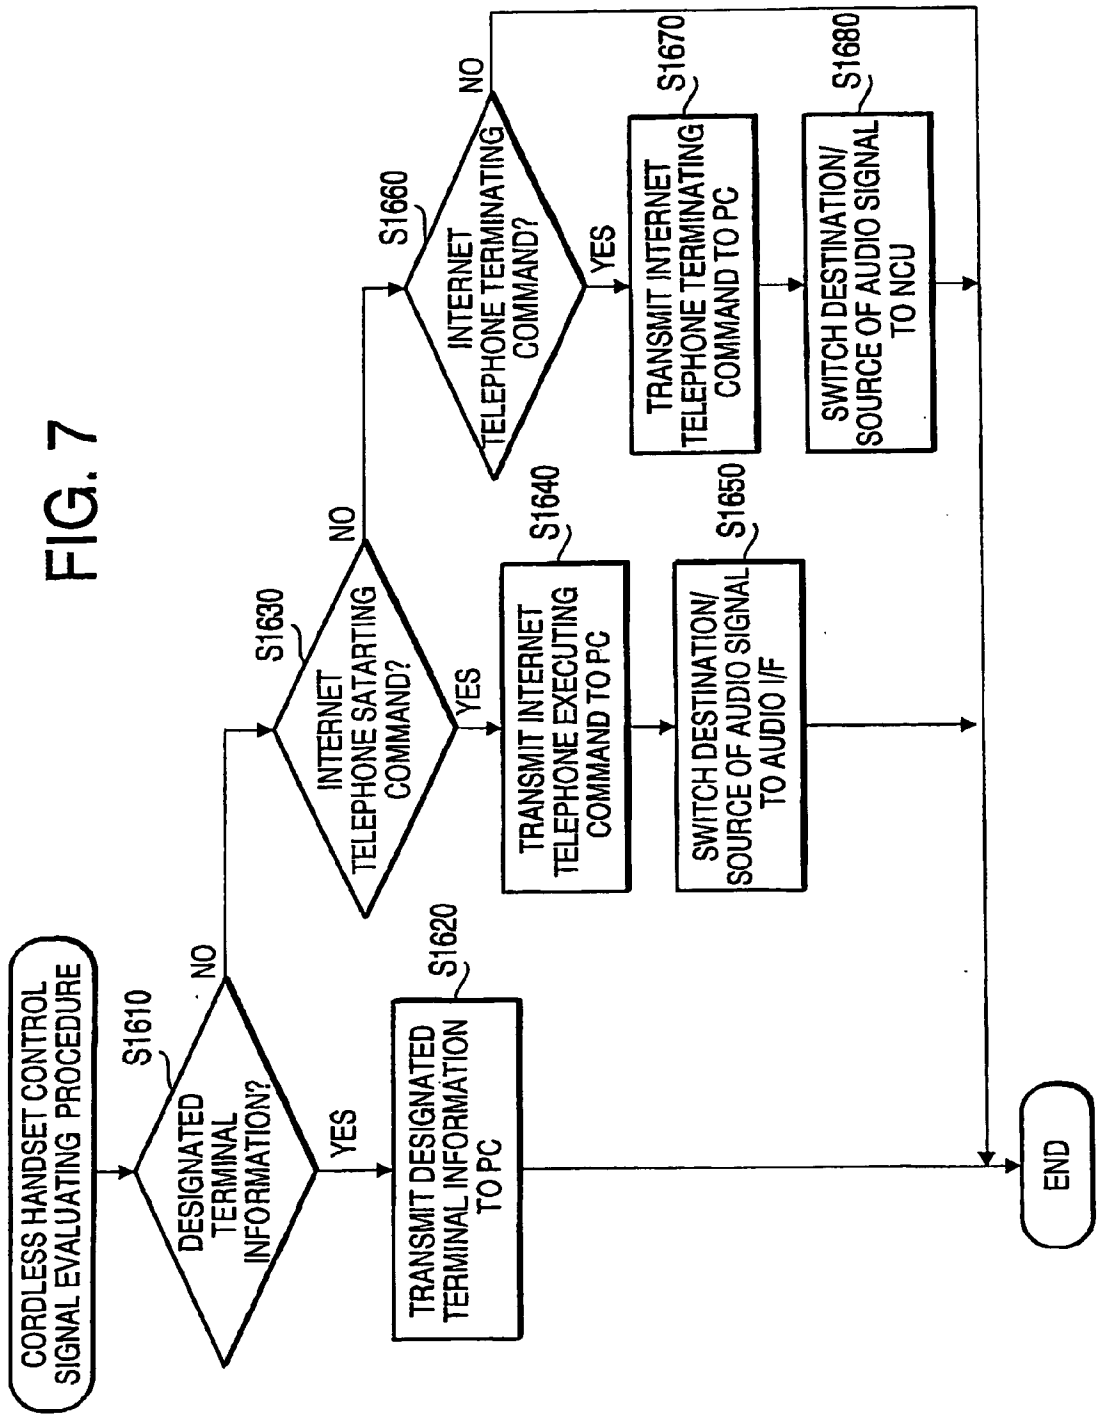 FIG. 7
CORDLESS HANDSET CONTROL
SIGNAL EVALUATING PROCEDURE
S1610
DESIGNATED
TERMINAL
INFORMATION?
NO
YES
S1620
TRANSMIT DESIGNATED
TERMINAL INFORMATION
TO PC
S1630
INTERNET
TELEPHONE SATARTING
COMMAND?
NO
YES
S1640
TRANSMIT INTERNET
TELEPHONE EXECUTING
COMMAND TO PC
S1650
SWITCH DESTINATION/
SOURCE OF AUDIO SIGNAL
TO AUDIO I/F
S1660
INTERNET
TELEPHONE TERMINATING
COMMAND?
NO
YES
S1670
TRANSMIT INTERNET
TELEPHONE TERMINATING
COMMAND TO PC
S1680
SWITCH DESTINATION/
SOURCE OF AUDIO SIGNAL
TO NCU
END